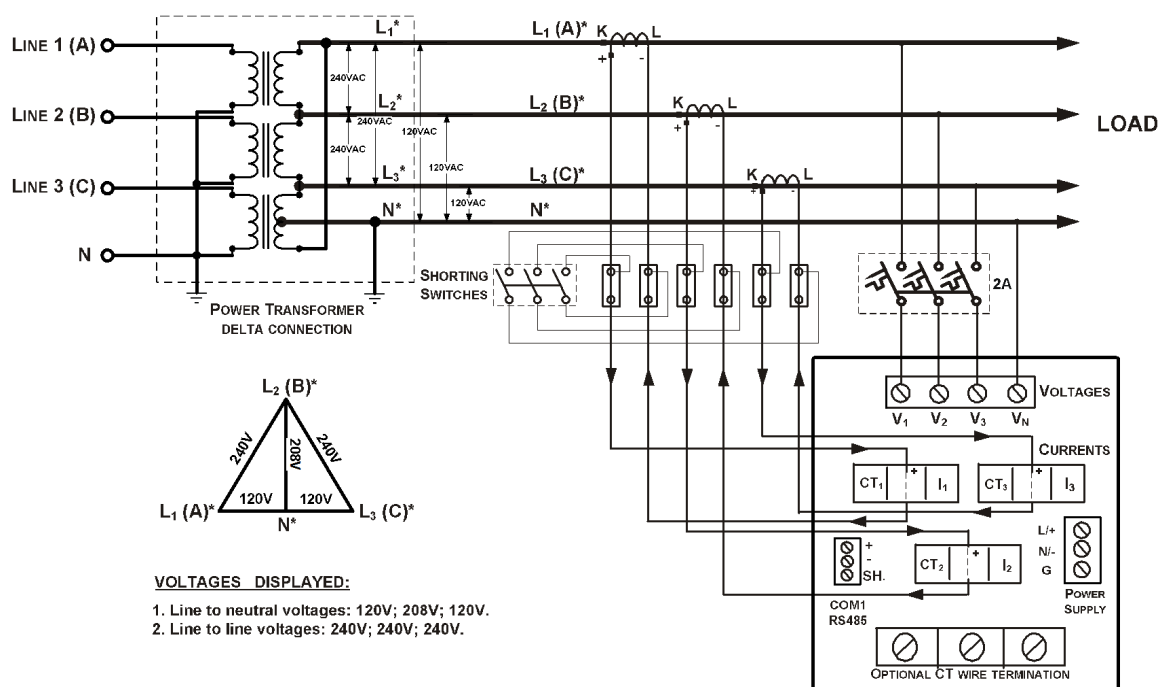 LINE 1 (A)
LINE 2 (B)
LINE 3 (C)
N
L1*
L2*
L3*
N*
240VAC
240VAC
240VAC
120VAC
120VAC
120VAC
L1 (A)*
L2 (B)*
L3 (C)*
N*
K L
+ -
K L
+ -
K L
+ -
LOAD
POWER TRANSFORMER
DELTA CONNECTION
SHORTING
SWITCHES
2A
L2 (B)*
240V
208V
240V
120V
120V
L1 (A)*
N*
L3 (C)*
VOLTAGES DISPLAYED:
1. Line to neutral voltages: 120V; 208V; 120V.
2. Line to line voltages: 240V; 240V; 240V.
VOLTAGES
V1 V2 V3 VN
CURRENTS
CT1 + I1
CT3 + I3
CT2 + I2
+
-
SH.
COM1
RS485
L/+
N/-
G
POWER
SUPPLY
OPTIONAL CT WIRE TERMINATION